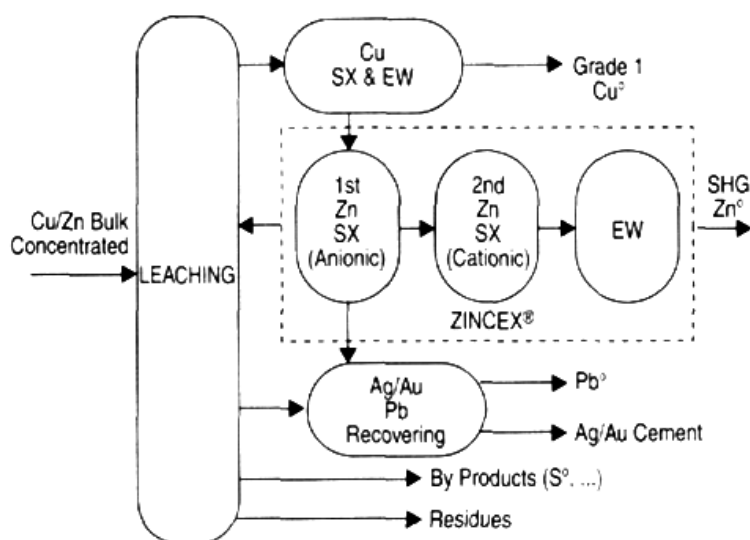 Cu
SX & EW
Grade 1
Cu°
1st
Zn
SX
(Anionic)
2nd
Zn
SX
(Cationic)
EW
SHG
Zn°
Cu/Zn Bulk
Concentrated
LEACHING
ZINCEX®
Ag/Au
Pb
Recovering
Pb°
Ag/Au Cement
By Products (S°. ...)
Residues